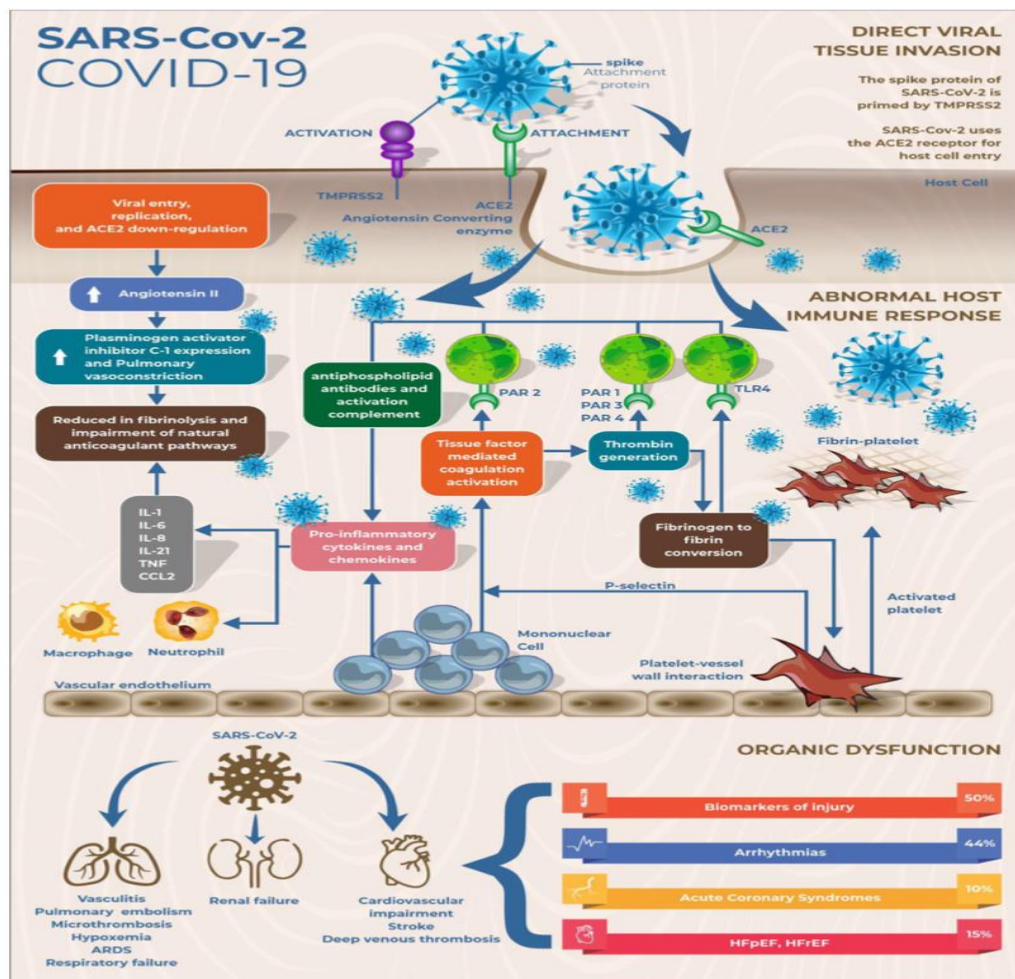 SARS-Cov-2
COVID-19
DIRECT VIRAL
TISSUE INVASION
The spike protein of
SARS-CoV-2 is
primed by TMPRSS2
SARS-Cov-2 uses
the ACE2 receptor for
host cell entry
spike
Attachment
protein
ACTIVATION
ATTACHMENT
TMPRSS2
ACE2
Angiotensin Converting
enzyme
Host Cell
ACE2
Viral entry,
replication,
and ACE2 down-regulation
Angiotensin II
Plasminogen activator
inhibitor C-1 expression
and Pulmonary
vasoconstriction
Reduced in fibrinolysis and
impairment of natural
anticoagulant pathways
IL-1
IL-6
IL-8
IL-21
TNF
CCL2
Macrophage
Neutrophil
ABNORMAL HOST
IMMUNE RESPONSE
antiphospholipid
antibodies and
activation
complement
PAR 2
PAR 1
PAR 3
PAR 4
TLR4
Tissue factor
mediated
coagulation
activation
Thrombin
generation
Fibrin-platelet
Pro-inflammatory
cytokines and
chemokines
Fibrinogen to
fibrin
conversion
P-selectin
Activated
platelet
Mononuclear
Cell
Platelet-vessel
wall interaction
Vascular endothelium
SARS-CoV-2
Vasculitis
Pulmonary embolism
Microthrombosis
Hypoxemia
ARDS
Respiratory failure
Renal failure
Cardiovascular
impairment
Stroke
Deep venous thrombosis
ORGANIC DYSFUNCTION
Biomarkers of injury 50%
Arrhythmias 44%
Acute Coronary Syndromes 10%
HFpEF, HFrEF 15%